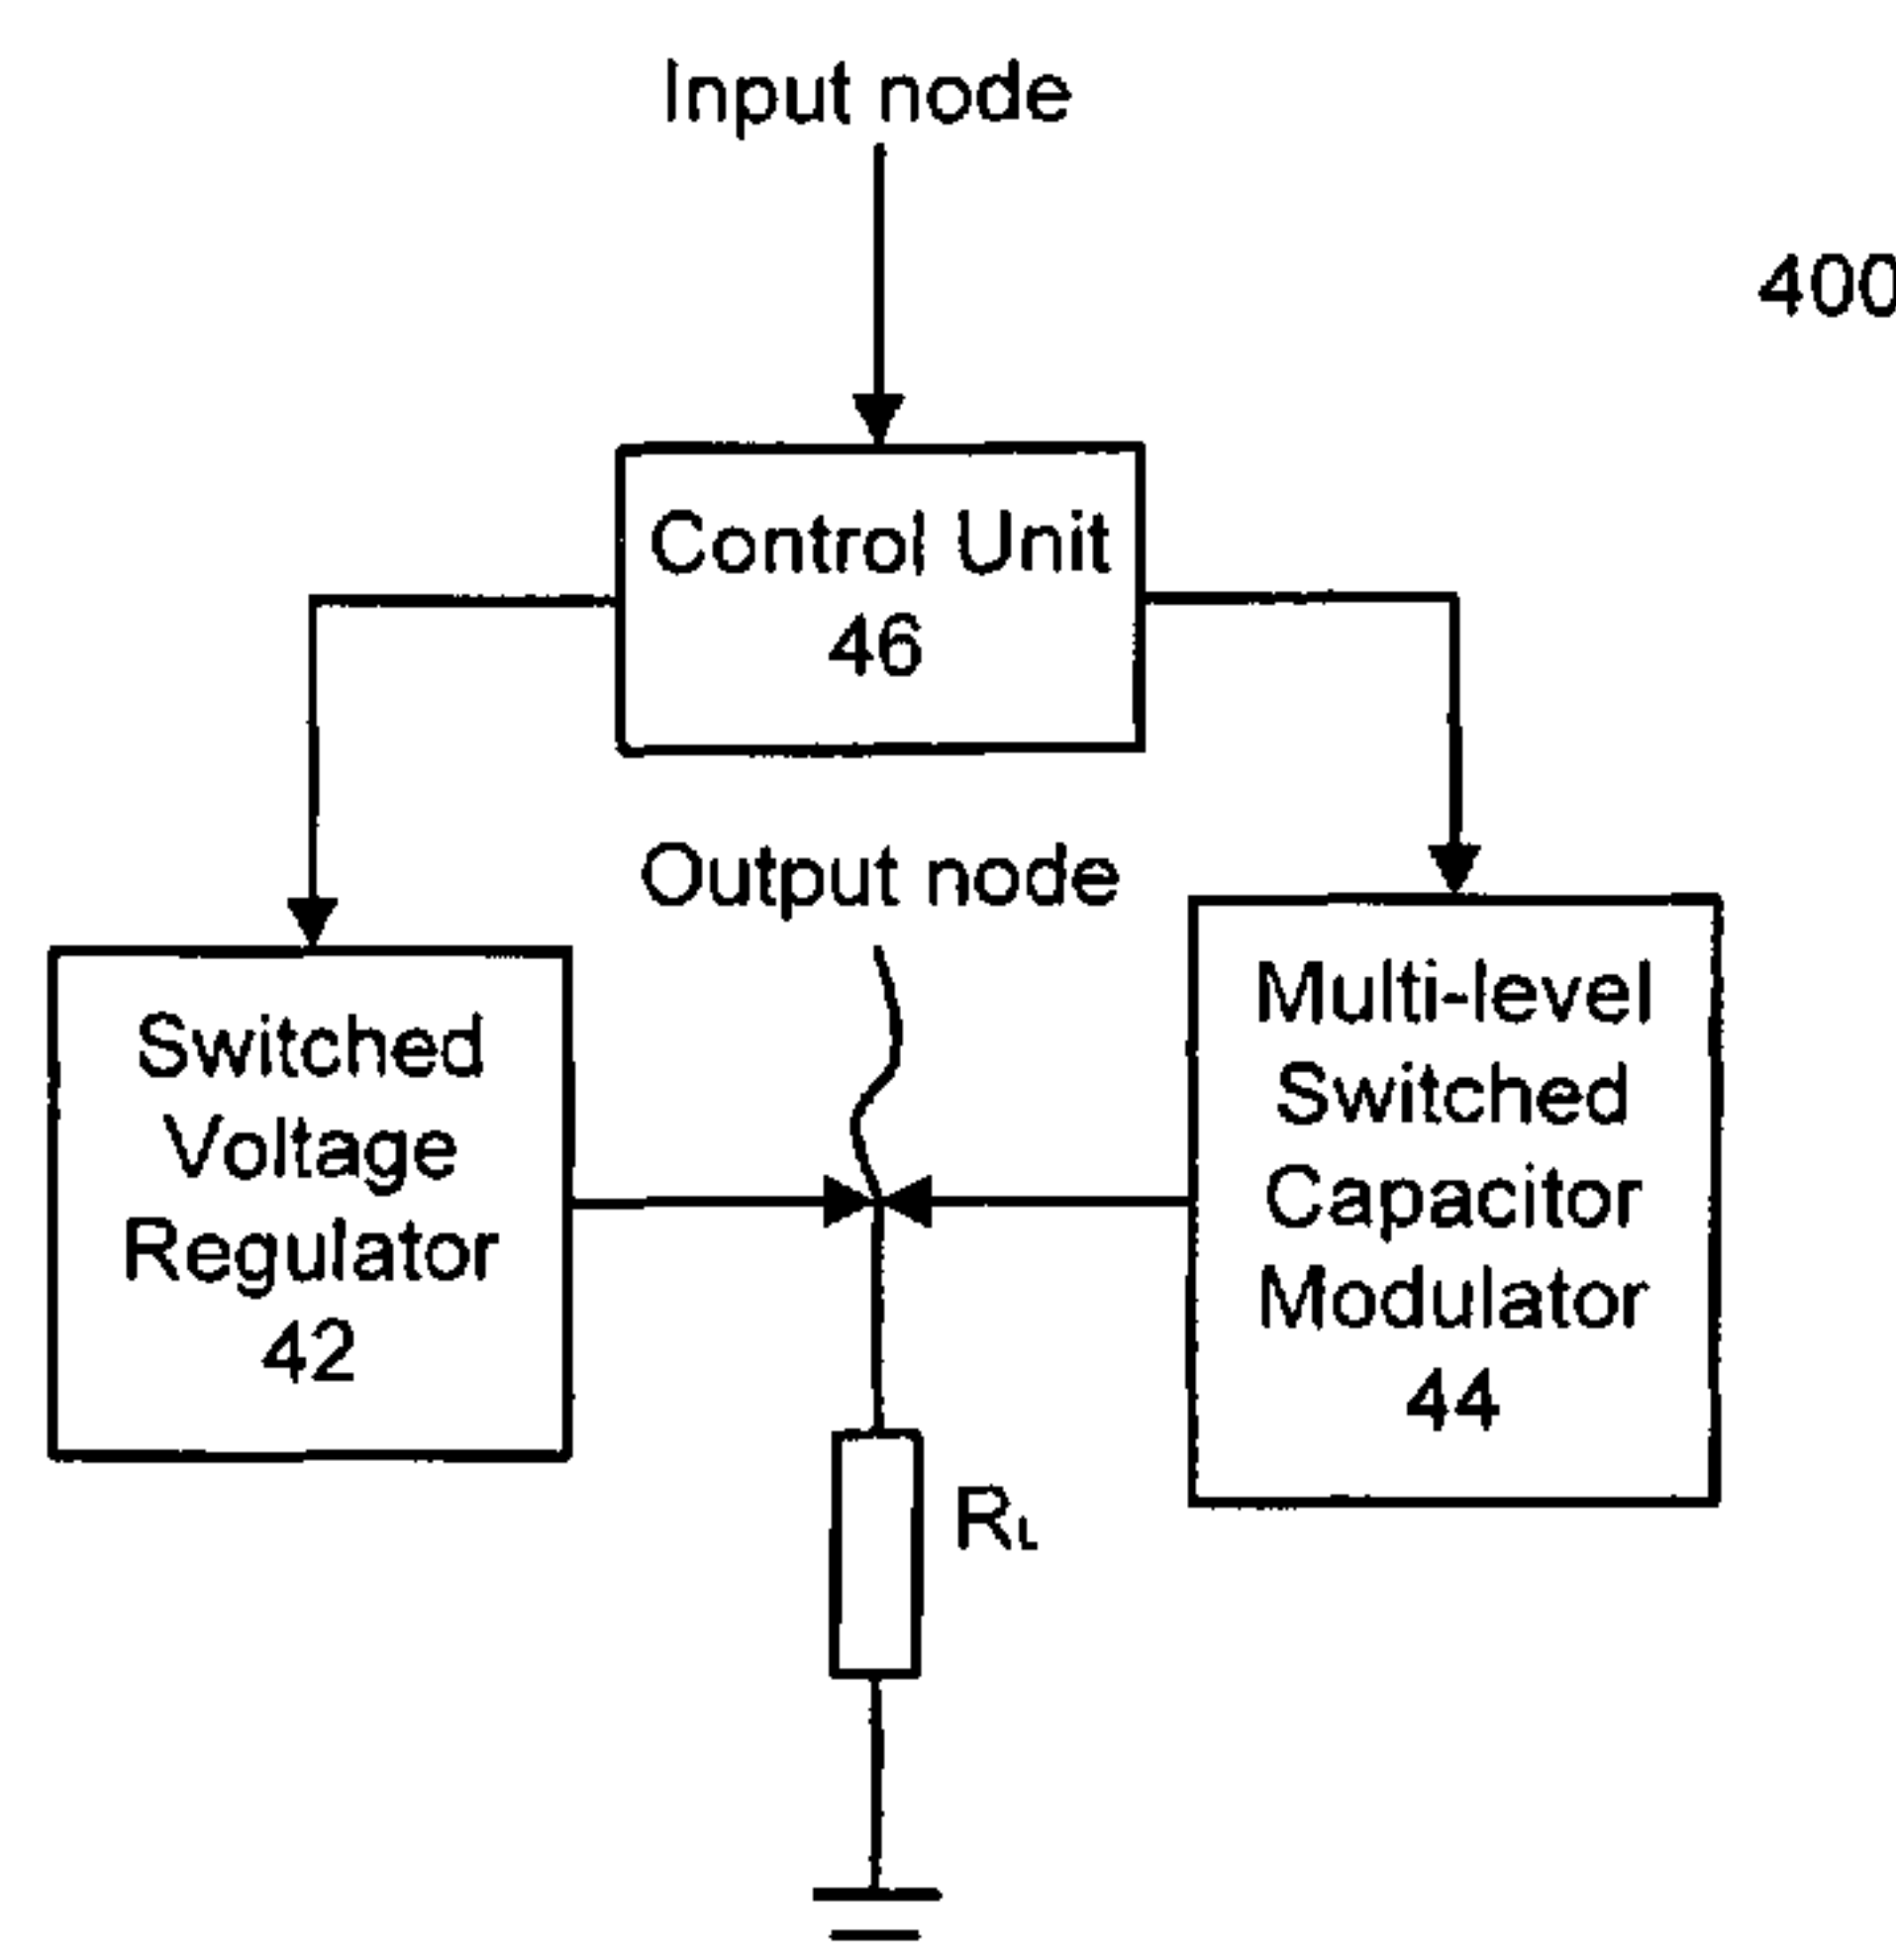 Input node
400
Control Unit
46
Output node
Switched
Voltage
Regulator
42
Multi-level
Switched
Capacitor
Modulator
44
RL